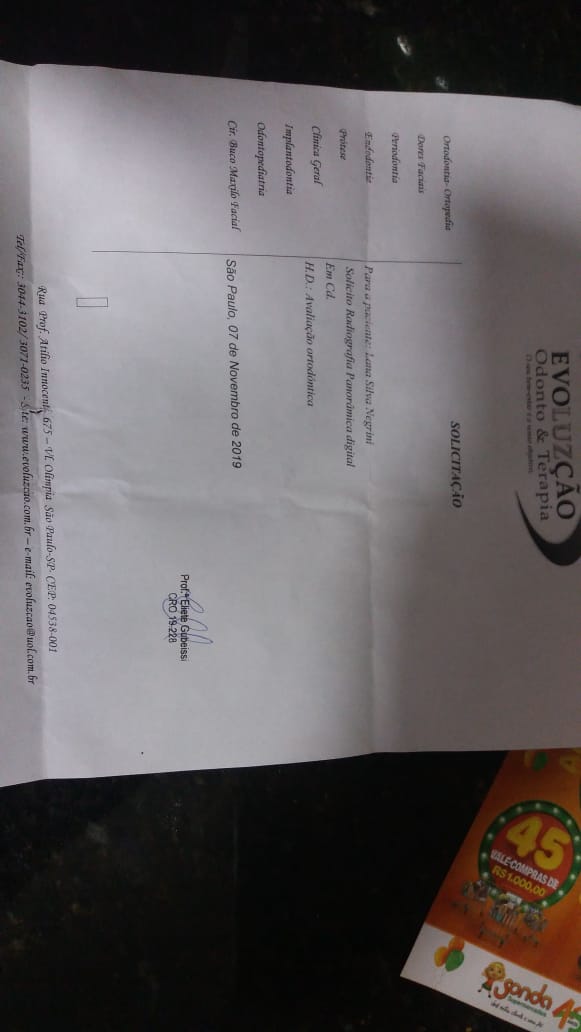 EVOLUZÇÃO
Odonto & Terapia
SOLICITAÇÃO
Ortodontia- Ortopedia
Dores Faciais
Periodontia
Endodontia
Prótese
Clínica Geral
Implantodontia
Odontopediatria
Cir. Buco Maxilo Facial
Para a paciente: Lana Silva Negrini
Solicito Radiografia Panorâmica digital
Em Cd.
H.D.: Avaliação ortodôntica
São Paulo, 07 de Novembro de 2019
Prof.ª Eliete Gubeissi
CRO 19.228
Rua Prof. Atílio Innocenti, 675 – Vl. Olímpia São Paulo-SP- CEP: 04538-001
Tel/Fax;: 3044-3102/ 3071-0235 - Site: www.evoluzcao.com.br – e-mail: evoluzcao@uol.com.br
45
VALE-COMPRAS DE
R$ 1.000,00
Sonda
Supermercados